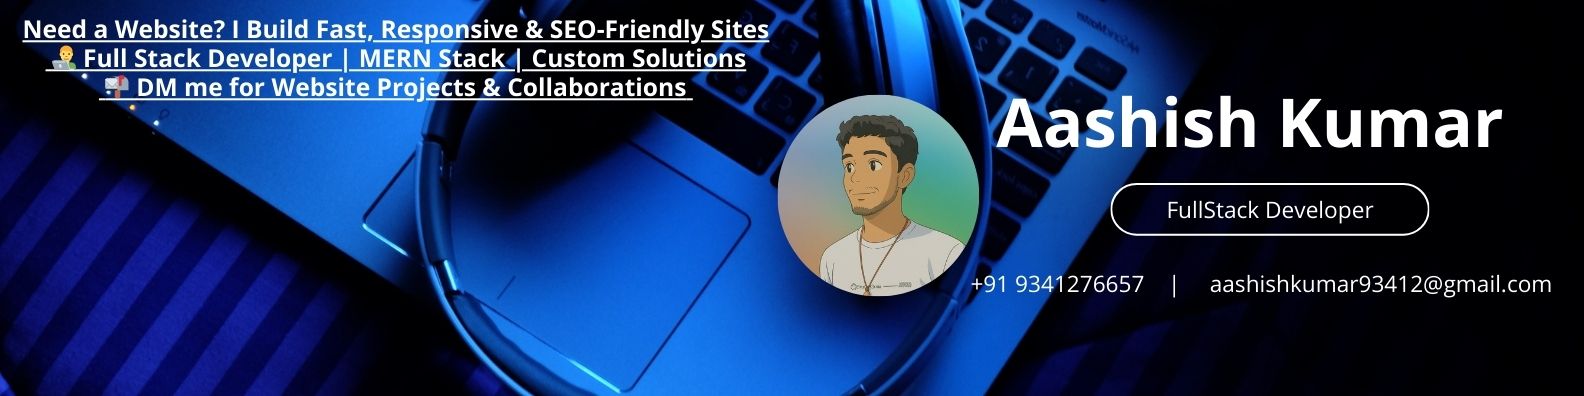 Need a Website? I Build Fast, Responsive & SEO-Friendly Sites
👨‍💻 Full Stack Developer | MERN Stack | Custom Solutions
📬 DM me for Website Projects & Collaborations
Aashish Kumar
FullStack Developer
+91 9341276657 | aashishkumar93412@gmail.com